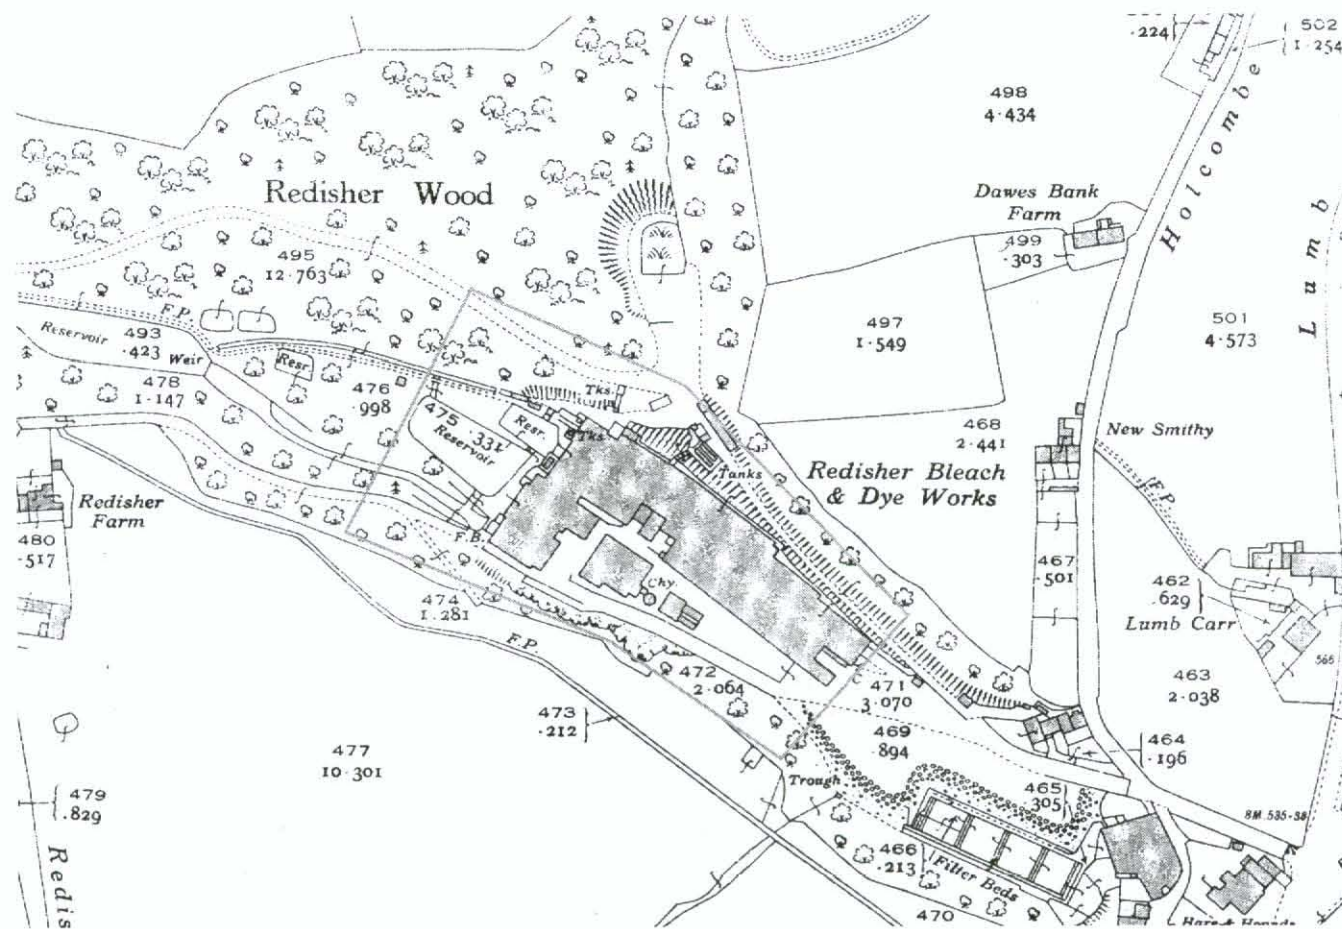 .224
502
1.254
498
4.434
Holcombe
Lumb
Redisher Wood
Dawes Bank
Farm
499
.303
495
12.763
F.P.
Reservoir
493
.423
Weir
497
1.549
501
4.573
Resr.
478
1.147
476
.998
Tks.
475 .331
Reservoir
Resr.
Tks.
468
2.441
New Smithy
F.P.
Tanks
Redisher Bleach
& Dye Works
Redisher
Farm
480
.517
F.B.
467
.501
462
.629
Lumb Carr
Chy.
474
1.281
F.P.
472
2.064
471
3.070
463
2.038
473
.212
469
.894
464
.196
477
10.301
Trough
465
.305
479
.829
B.M. 535.38
466
.213
Filter Beds
470
Redis
Hare & Hounds